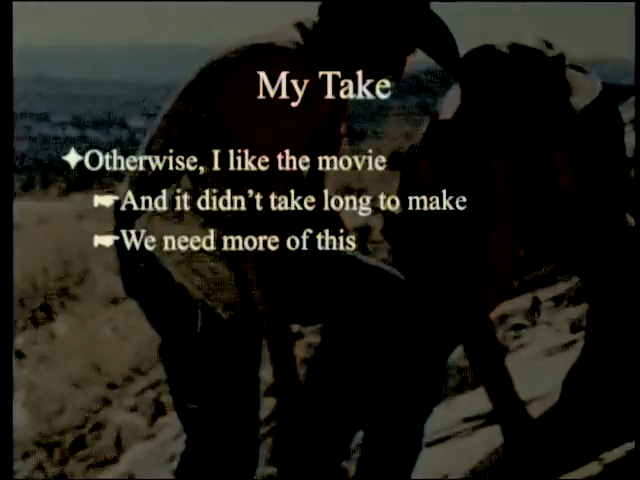 My Take
Otherwise, I like the movie
And it didn't take long to make
We need more of this